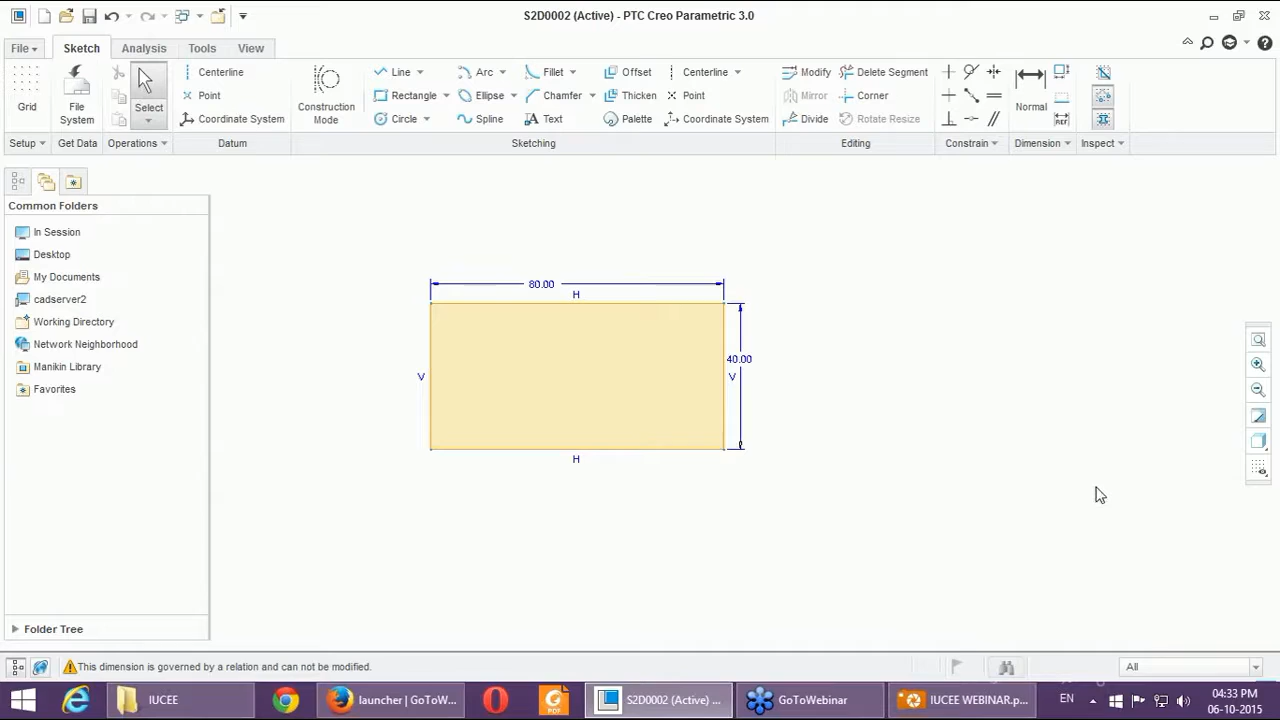 S2D0002 (Active) - PTC Creo Parametric 3.0
File Sketch Analysis Tools View
Grid
File System
Select
Centerline
Point
Coordinate System
Construction Mode
Line Arc Fillet Offset Centerline
Rectangle Ellipse Chamfer Thicken Point
Circle Spline Text Palette Coordinate System
Modify Delete Segment
Mirror Corner
Divide Rotate Resize
Normal
REF
REF
Setup Get Data Operations Datum Sketching Editing Constrain Dimension Inspect
Common Folders
In Session
Desktop
My Documents
cadserver2
Working Directory
Network Neighborhood
Manikin Library
Favorites
80.00
H
40.00
V
V
H
Folder Tree
This dimension is governed by a relation and can not be modified.
All
IUCEE
launcher | GoToW...
PDF
S2D0002 (Active) ...
GoToWebinar
IUCEE WEBINAR.p...
EN
04:33 PM
06-10-2015